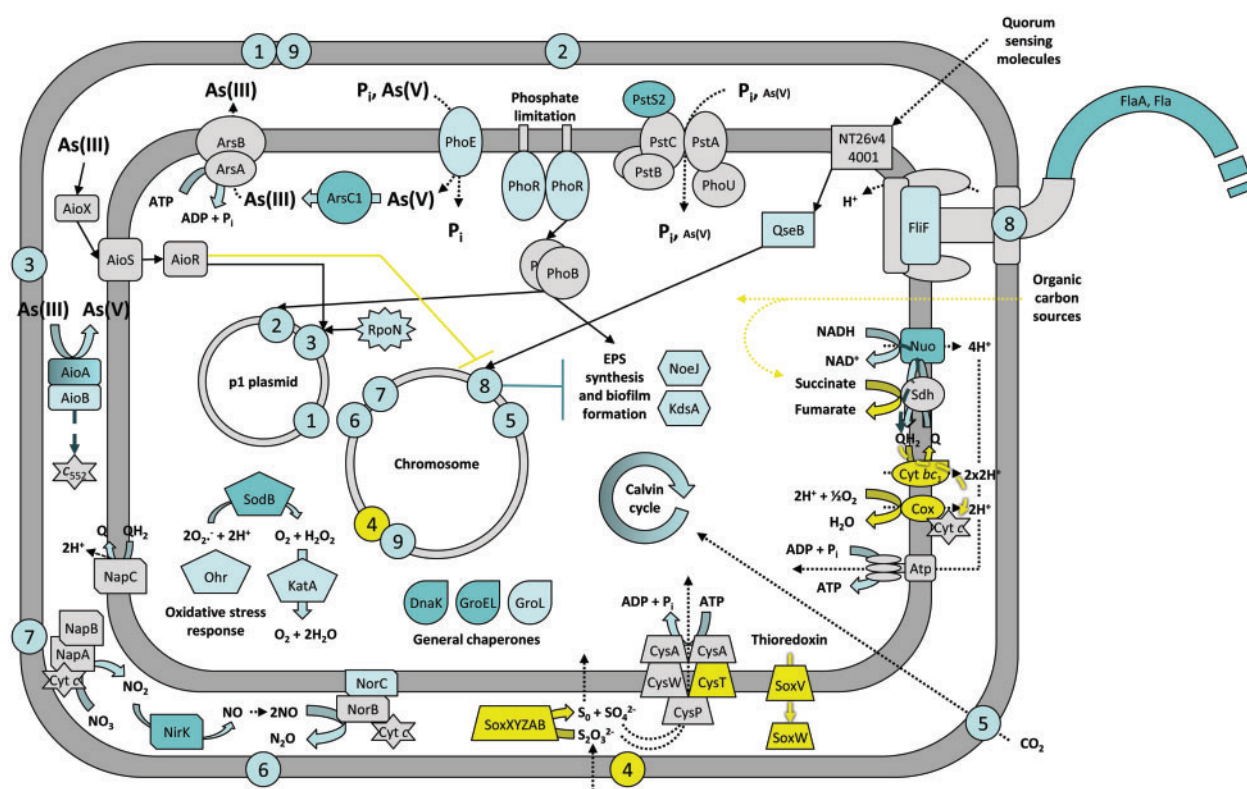 1
9
2
Quorum
sensing
molecules
FlaA, Fla
As(III)
Pi, As(V)
Phosphate
limitation
PstS2
Pi, As(V)
ArsB
ArsA
PhoE
PstC
PstA
PstB
PhoU
NT26v4
4001
As(III)
AioX
ATP
ADP + Pi
As(III)
ArsC1
As(V)
Pi
PhoR
PhoR
Pi, As(V)
QseB
H⁺
FliF
8
3
AioS
AioR
P
PhoB
Organic
carbon
sources
As(III)
As(V)
AioA
AioB
c552
2
3
RpoN
p1 plasmid
1
EPS
synthesis
and biofilm
formation
NoeJ
KdsA
NADH
NAD⁺
Nuo
4H⁺
Succinate
Fumarate
Sdh
QH2
Q
7
8
6
5
Chromosome
4
9
Cyt bc1
2x2H⁺
2H⁺ + ½O2
H2O
Cox
2H⁺
Cyt c
Calvin
cycle
SodB
2O2·⁻ + 2H⁺
O2 + H2O2
Ohr
KatA
Oxidative stress
response
O2 + 2H2O
Q
QH2
2H⁺
NapC
ADP + Pi
ATP
Atp
DnaK
GroEL
GroL
General chaperones
ADP + Pi
ATP
Thioredoxin
7
NapB
NapA
Cyt c
NO2
NO3
NirK
NO
2NO
N2O
NorC
NorB
Cyt c
CysA
CysA
CysW
CysT
CysP
SoxV
SoxW
SoxXYZAB
S0 + SO4²⁻
S2O3²⁻
5
CO2
6
4